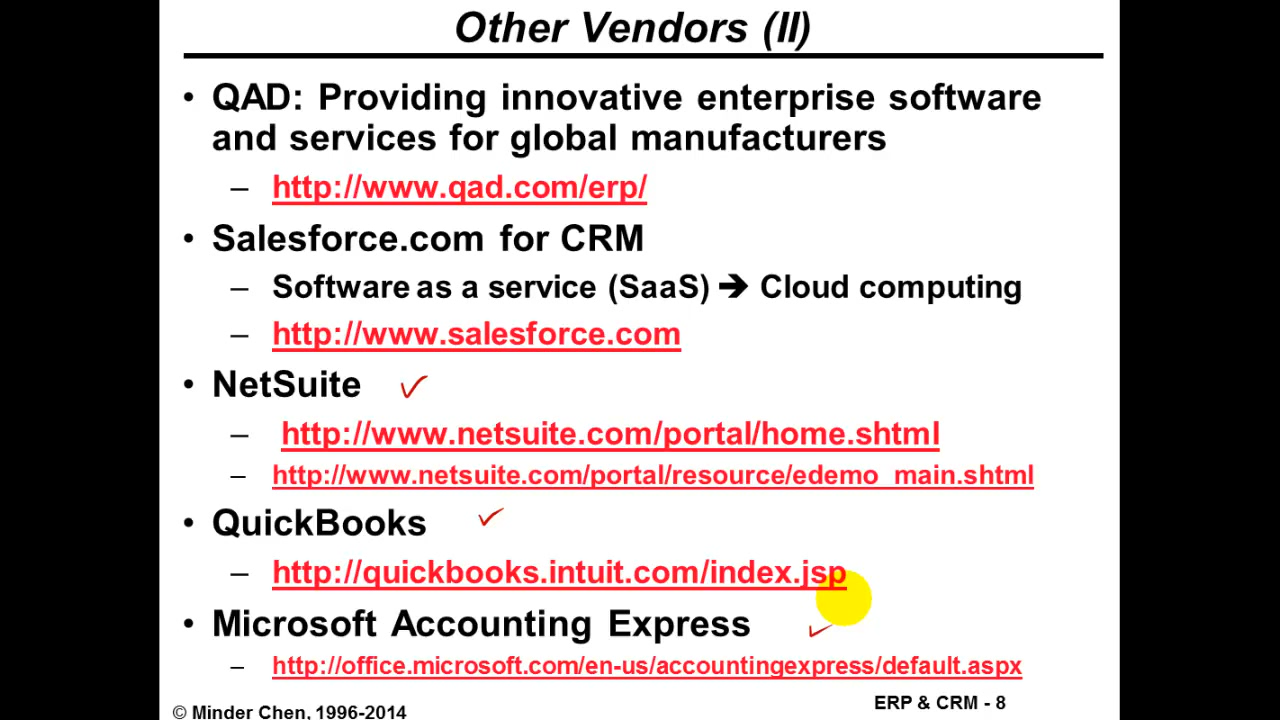 Other Vendors (II)
• QAD: Providing innovative enterprise software
and services for global manufacturers
– http://www.qad.com/erp/
• Salesforce.com for CRM
– Software as a service (SaaS) ➔ Cloud computing
– http://www.salesforce.com
• NetSuite ✓
– http://www.netsuite.com/portal/home.shtml
– http://www.netsuite.com/portal/resource/edemo_main.shtml
• QuickBooks ✓
– http://quickbooks.intuit.com/index.jsp
• Microsoft Accounting Express ✓
– http://office.microsoft.com/en-us/accountingexpress/default.aspx
© Minder Chen, 1996-2014
ERP & CRM - 8